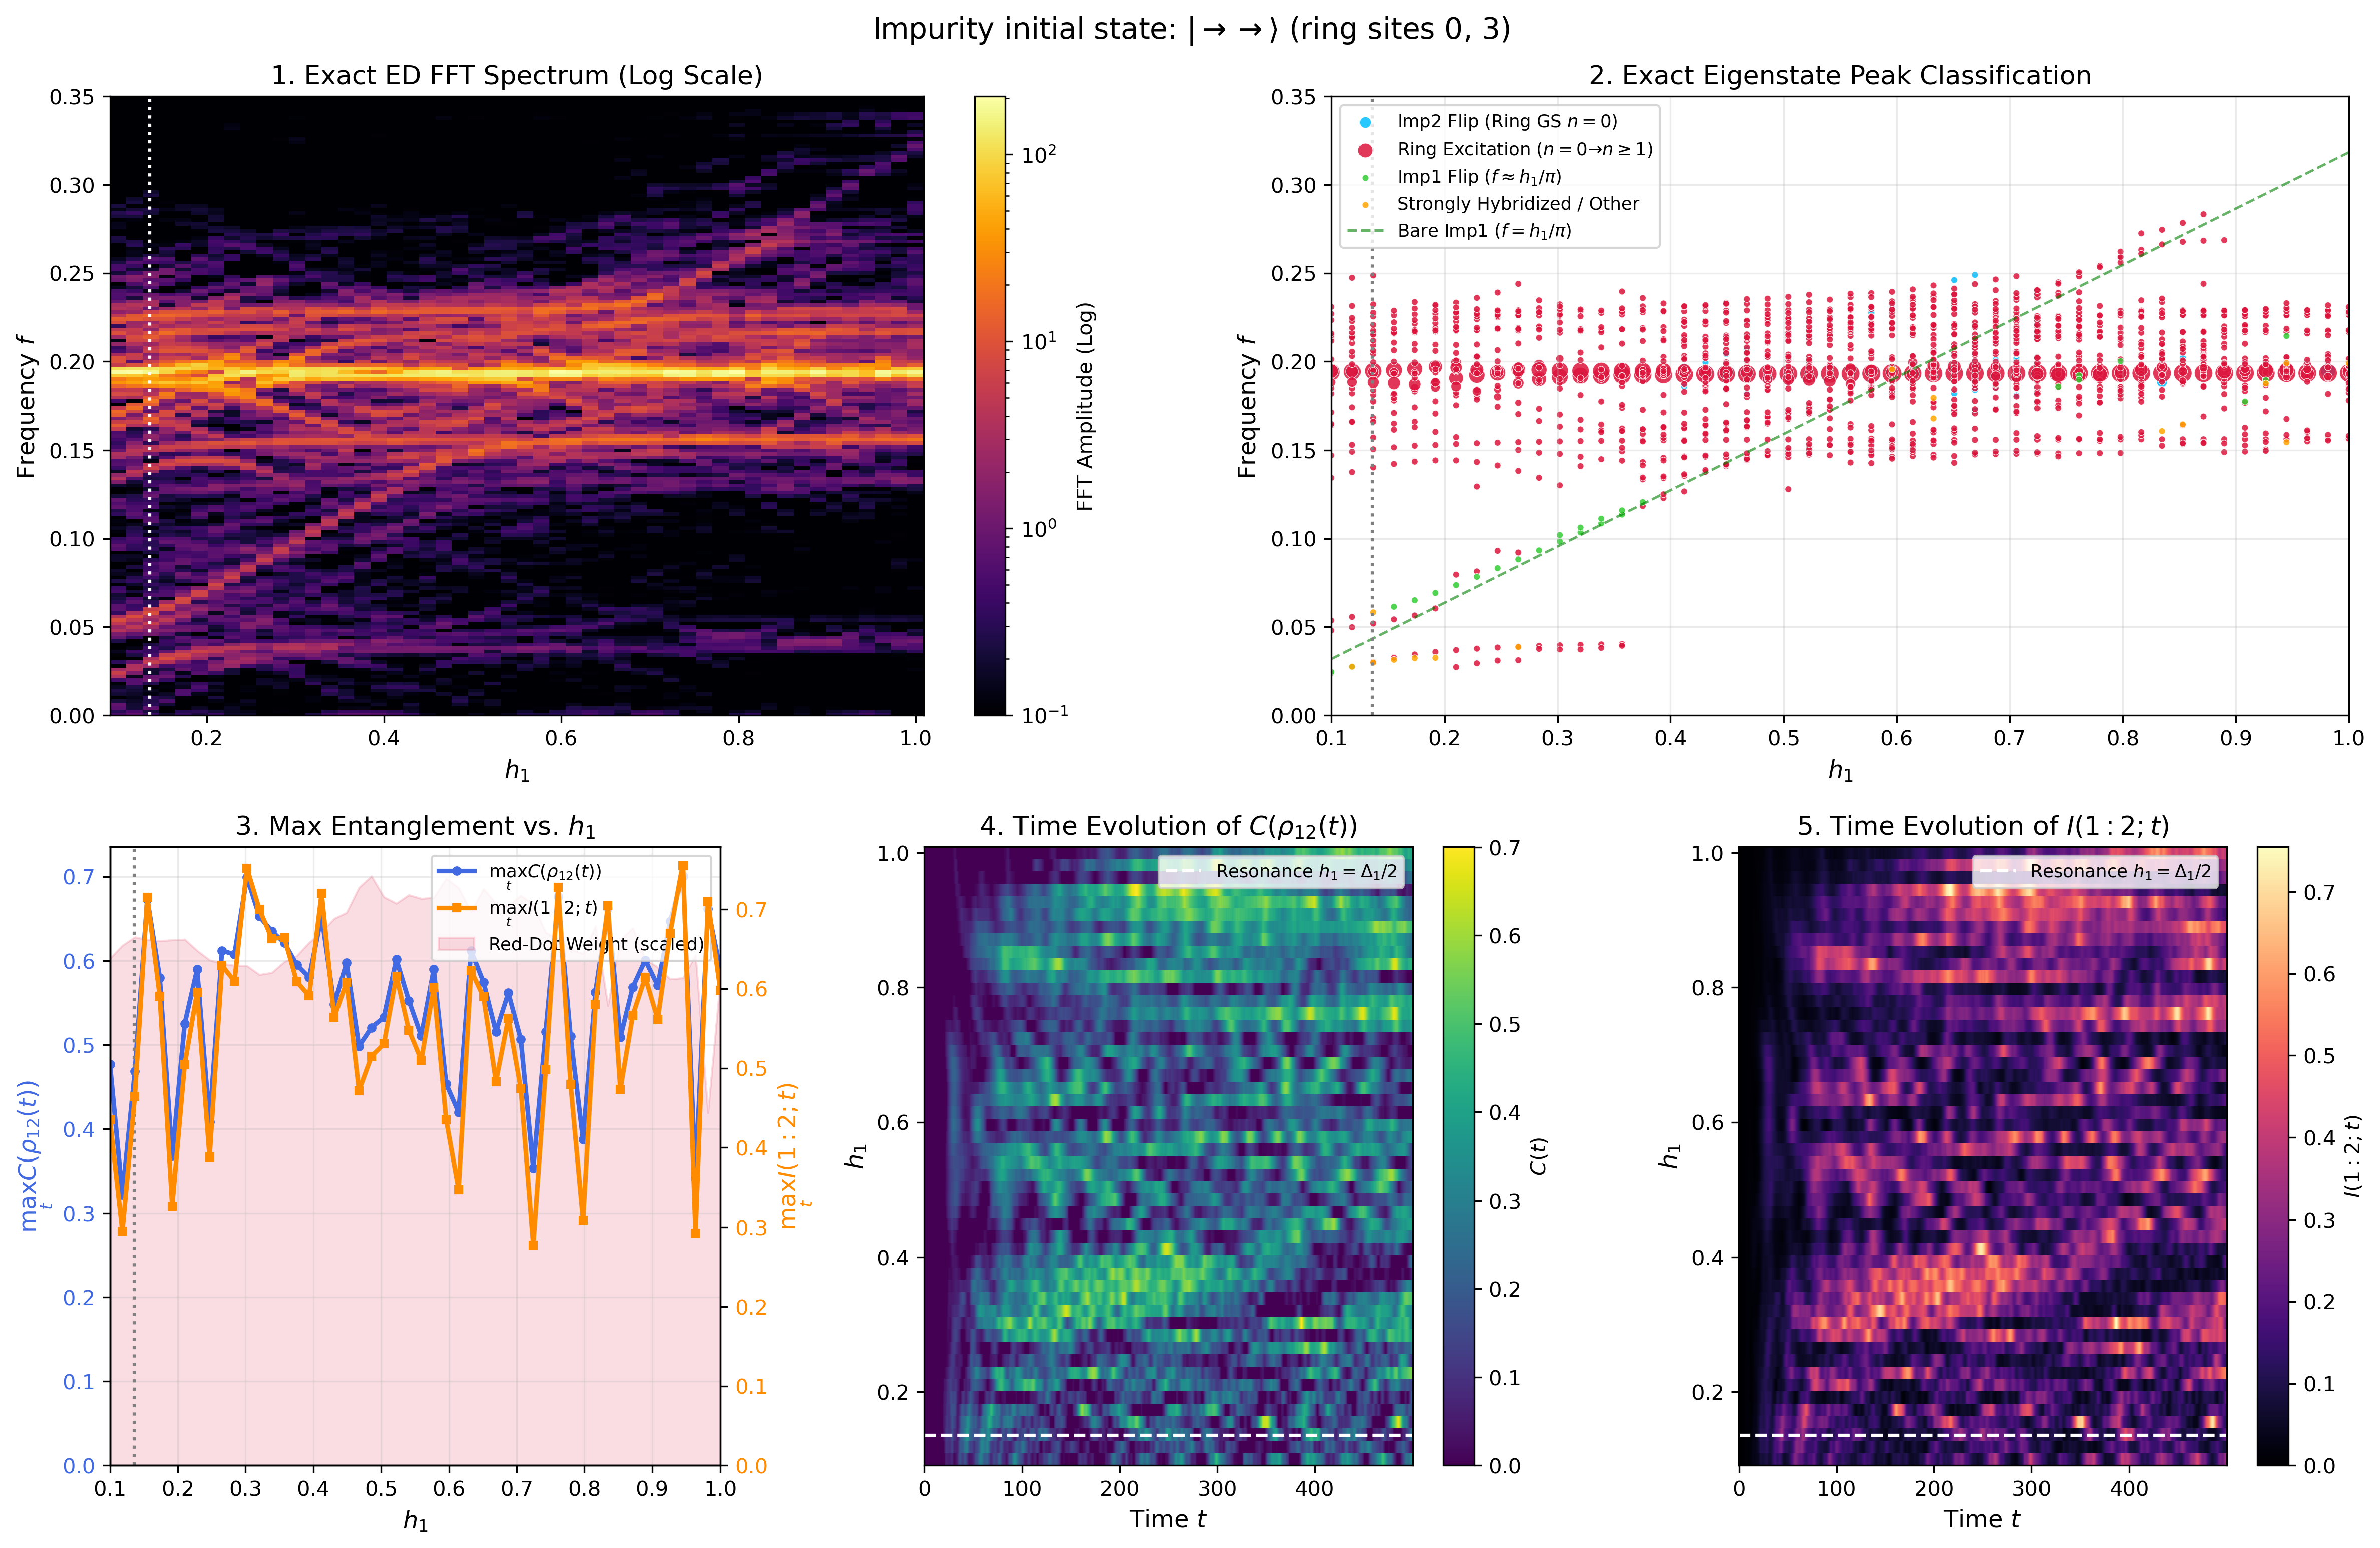 Impurity initial state: |→→⟩ (ring sites 0, 3)
1. Exact ED FFT Spectrum (Log Scale)
Frequency f
0.35
0.30
0.25
0.20
0.15
0.10
0.05
0.00
0.2
0.4
0.6
0.8
1.0
h₁
10²
10¹
10⁰
10⁻¹
FFT Amplitude (Log)
2. Exact Eigenstate Peak Classification
Imp2 Flip (Ring GS n = 0)
Ring Excitation (n = 0→n ≥ 1)
Imp1 Flip (f ≈ h₁/π)
Strongly Hybridized / Other
Bare Imp1 (f = h₁/π)
Frequency f
0.35
0.30
0.25
0.20
0.15
0.10
0.05
0.00
0.1
0.2
0.3
0.4
0.5
0.6
0.7
0.8
0.9
1.0
h₁
3. Max Entanglement vs. h₁
max C(ρ₁₂(t))
t
max I(1:2; t)
t
Red-Dot Weight (scaled)
max C(ρ₁₂(t))
t
0.7
0.6
0.5
0.4
0.3
0.2
0.1
0.0
0.1
0.2
0.3
0.4
0.5
0.6
0.7
0.8
0.9
1.0
h₁
0.7
0.6
0.5
0.4
0.3
0.2
0.1
0.0
max I(1:2; t)
t
4. Time Evolution of C(ρ₁₂(t))
Resonance h₁ = Δ₁/2
h₁
1.0
0.8
0.6
0.4
0.2
0
100
200
300
400
Time t
0.7
0.6
0.5
0.4
0.3
0.2
0.1
0.0
C(t)
5. Time Evolution of I(1:2; t)
Resonance h₁ = Δ₁/2
h₁
1.0
0.8
0.6
0.4
0.2
0
100
200
300
400
Time t
0.7
0.6
0.5
0.4
0.3
0.2
0.1
0.0
I(1:2; t)